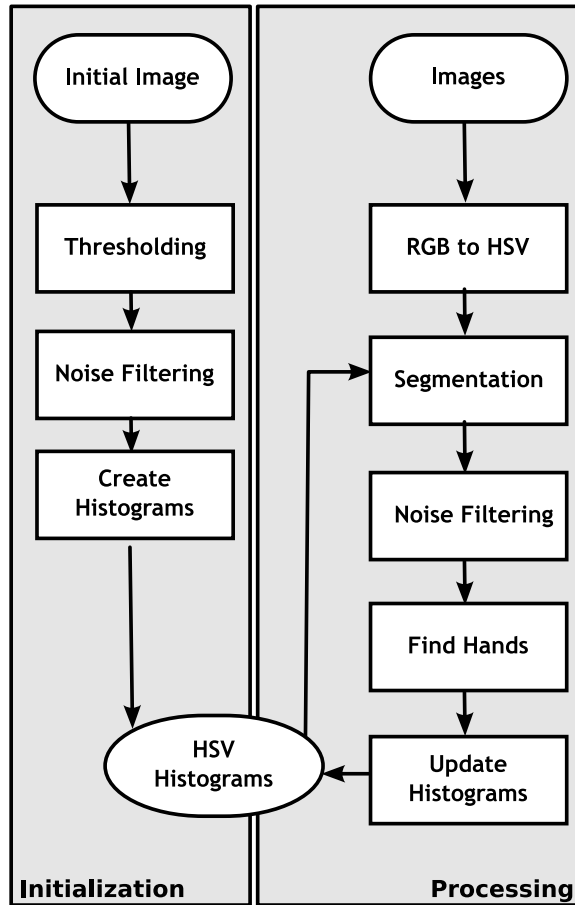 Initial Image
Thresholding
Noise Filtering
Create
Histograms
HSV
Histograms
Initialization
Images
RGB to HSV
Segmentation
Noise Filtering
Find Hands
Update
Histograms
Processing